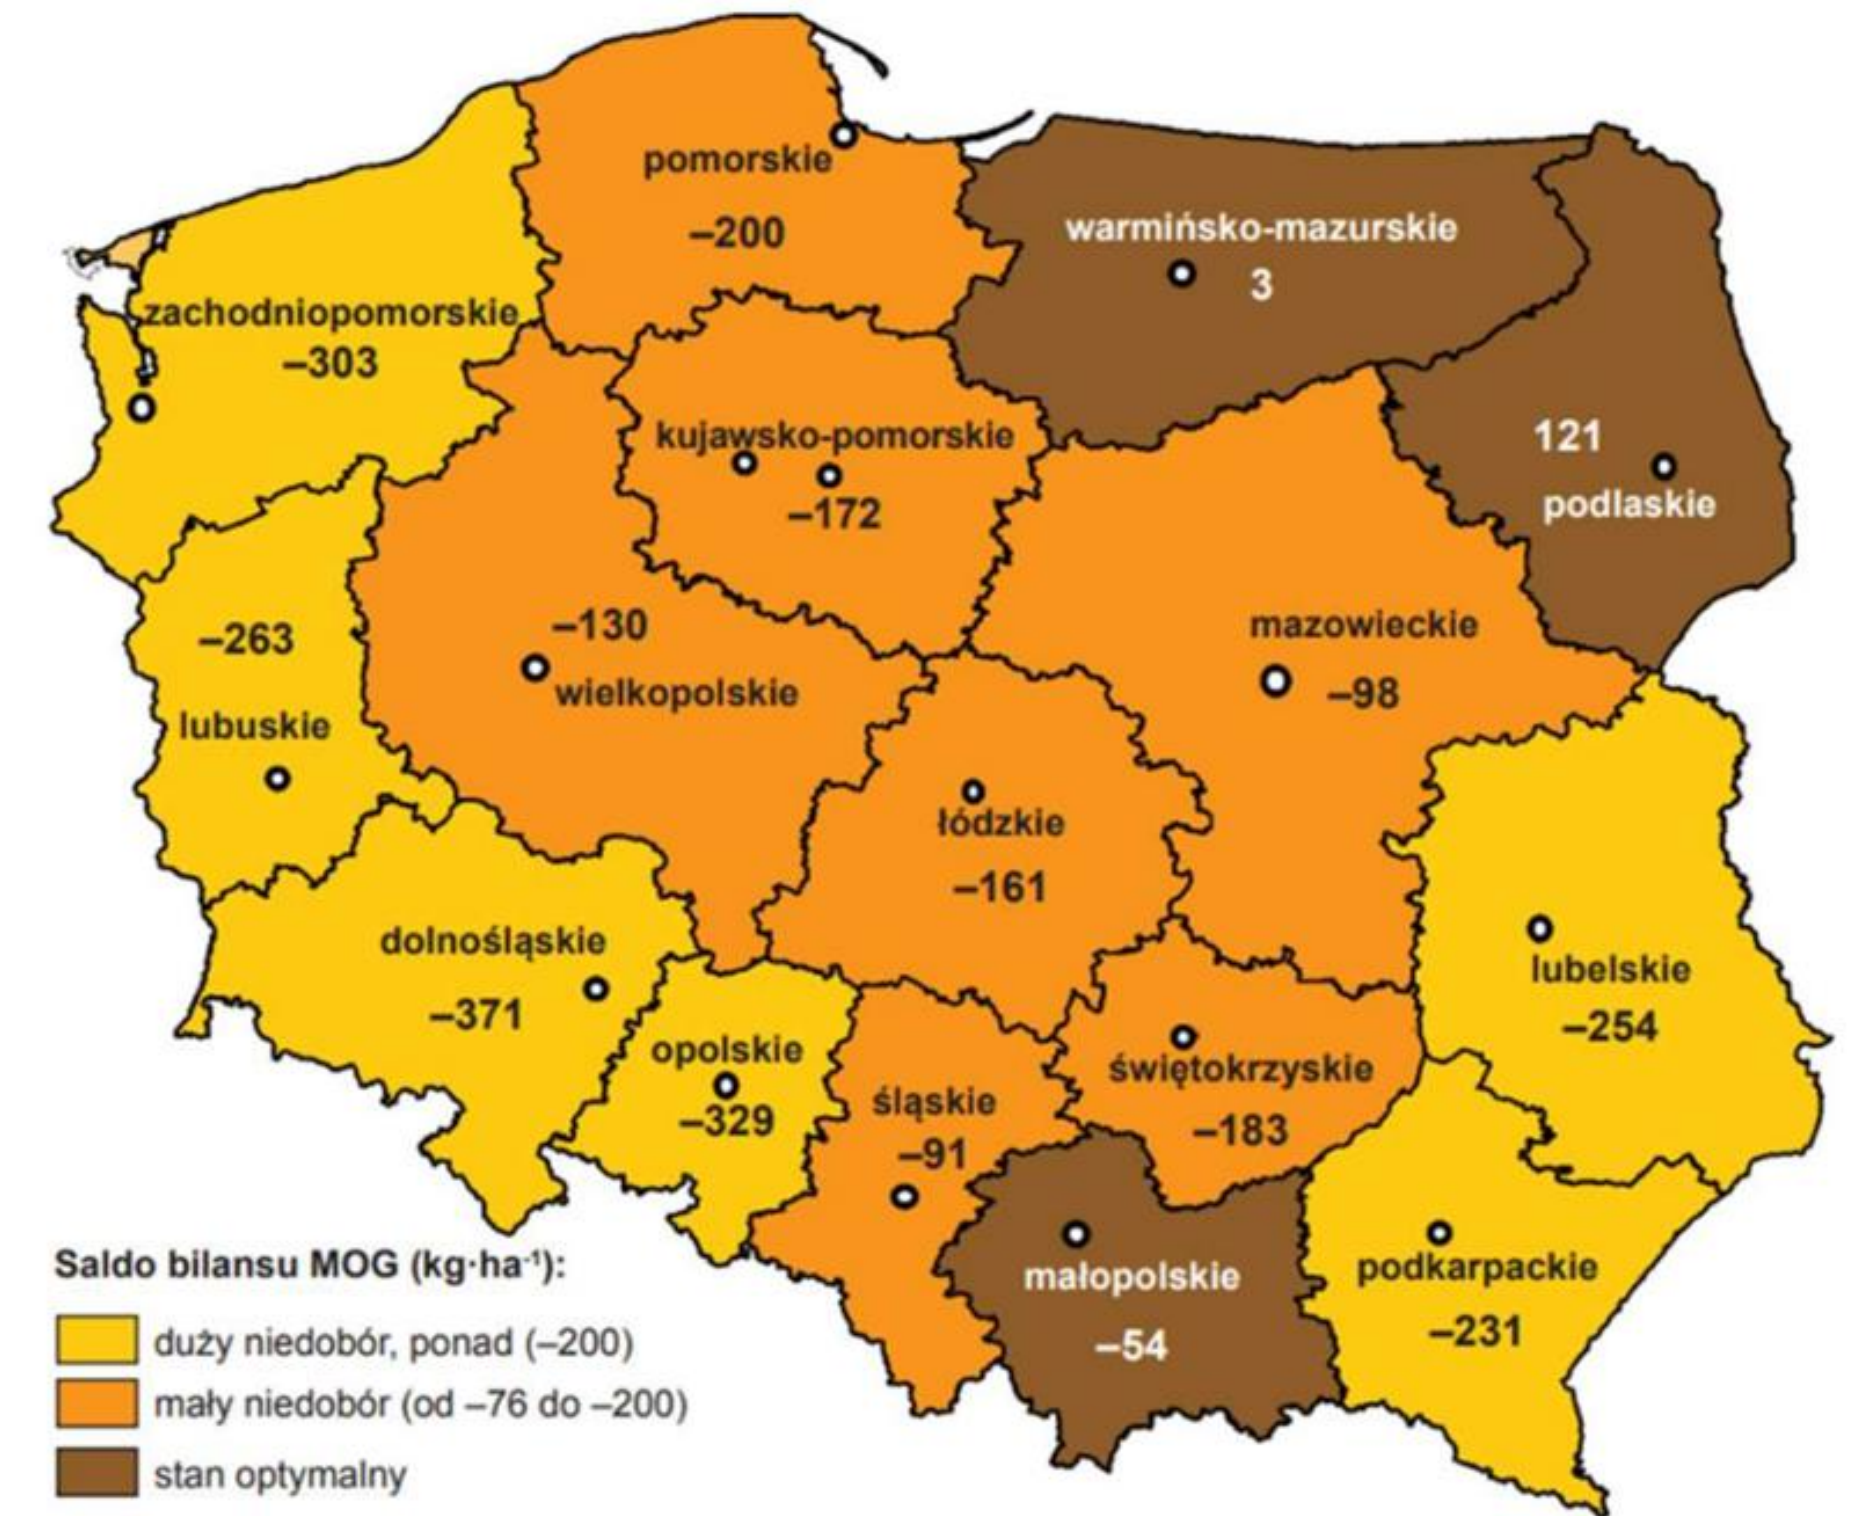 pomorskie
–200
warmińsko-mazurskie
3
zachodniopomorskie
–303
kujawsko-pomorskie
–172
121
podlaskie
–263
lubuskie
–130
wielkopolskie
mazowieckie
–98
łódzkie
–161
dolnośląskie
–371
lubelskie
–254
opolskie
–329
śląskie
–91
świętokrzyskie
–183
małopolskie
–54
podkarpackie
–231
Saldo bilansu MOG (kg·ha⁻¹):
duży niedobór, ponad (–200)
mały niedobór (od –76 do –200)
stan optymalny